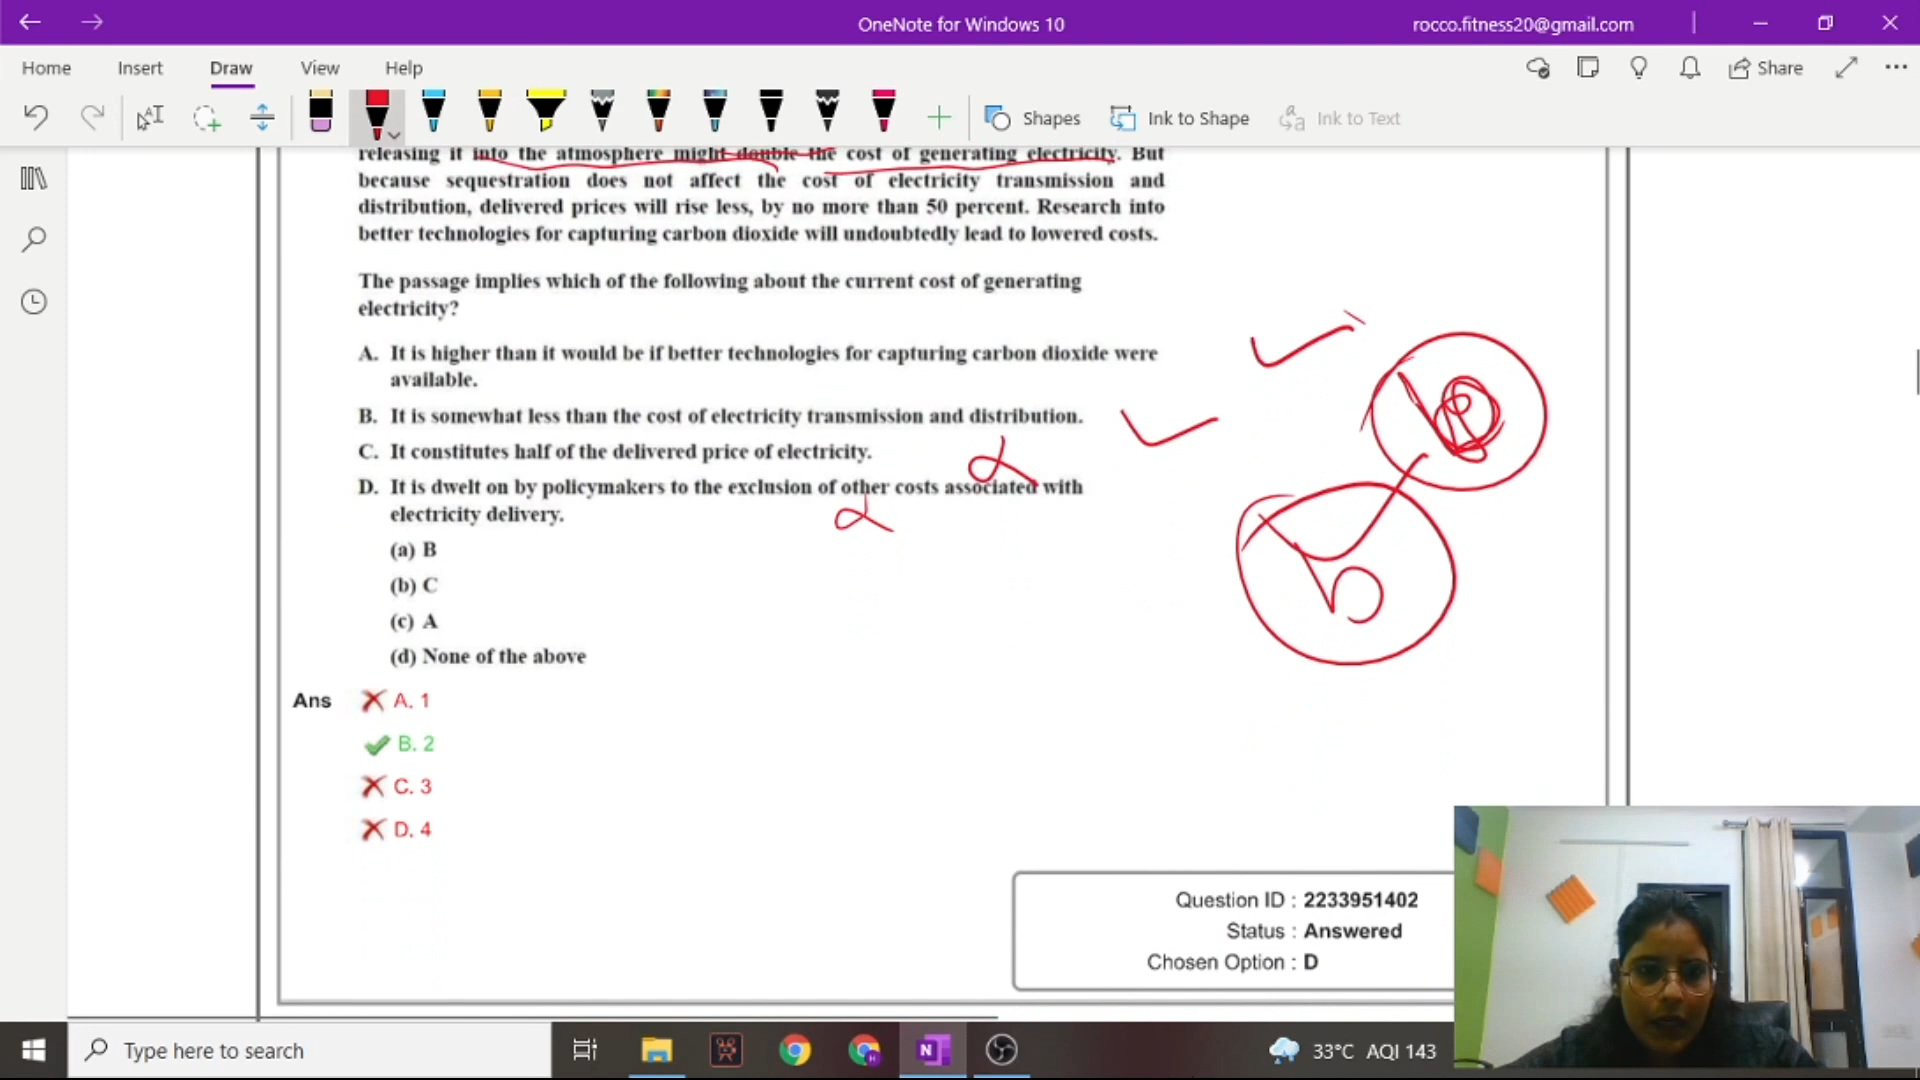 OneNote for Windows 10
rocco.fitness20@gmail.com
Home Insert Draw View Help
Share
Shapes Ink to Shape Ink to Text
releasing it into the atmosphere might double the cost of generating electricity. But
because sequestration does not affect the cost of electricity transmission and
distribution, delivered prices will rise less, by no more than 50 percent. Research into
better technologies for capturing carbon dioxide will undoubtedly lead to lowered costs.
The passage implies which of the following about the current cost of generating
electricity?
A. It is higher than it would be if better technologies for capturing carbon dioxide were
available.
B. It is somewhat less than the cost of electricity transmission and distribution.
C. It constitutes half of the delivered price of electricity.
D. It is dwelt on by policymakers to the exclusion of other costs associated with
electricity delivery.
(a) B
(b) C
(c) A
(d) None of the above
Ans
A. 1
B. 2
C. 3
D. 4
Question ID : 2233951402
Status : Answered
Chosen Option : D
Type here to search
33°C AQI 143